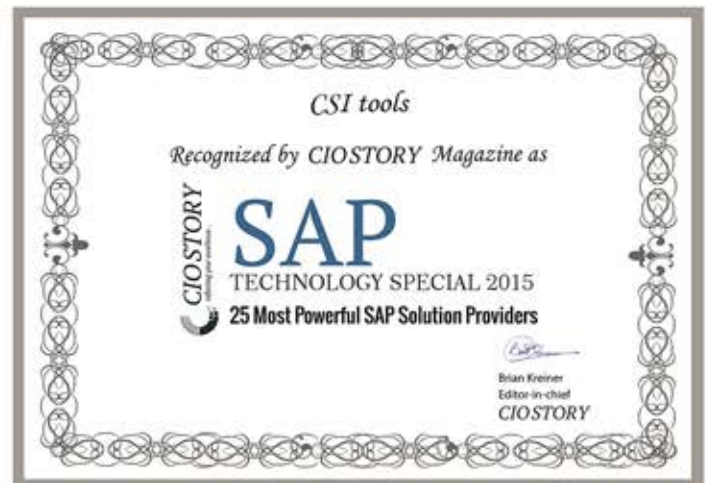 CSI tools
Recognized by CIOSTORY Magazine as
CIOSTORY
SAP
TECHNOLOGY SPECIAL 2015
25 Most Powerful SAP Solution Providers
Brian Kreiner
Editor-in-chief
CIOSTORY